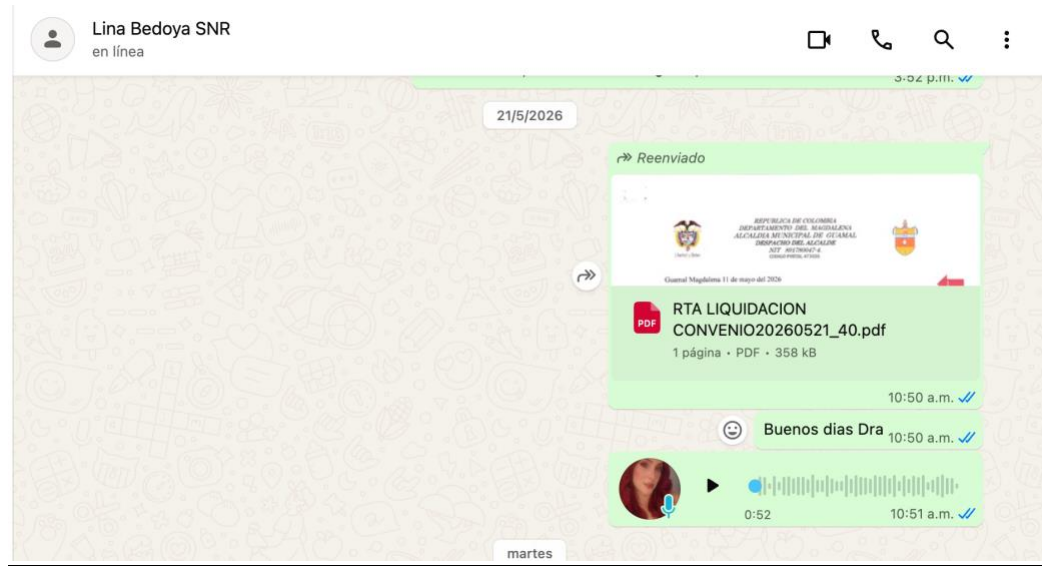 Lina Bedoya SNR
en línea
3:52 p.m.
21/5/2026
Reenviado
REPUBLICA DE COLOMBIA
DEPARTAMENTO DEL MAGDALENA
ALCALDIA MUNICIPAL DE GUAMAL
DESPACHO DEL ALCALDE
Guamal Magdalena 11 de mayo del 2026
PDF
RTA LIQUIDACION
CONVENIO20260521_40.pdf
1 página • PDF • 358 kB
10:50 a.m.
Buenos dias Dra 10:50 a.m.
0:52 10:51 a.m.
martes